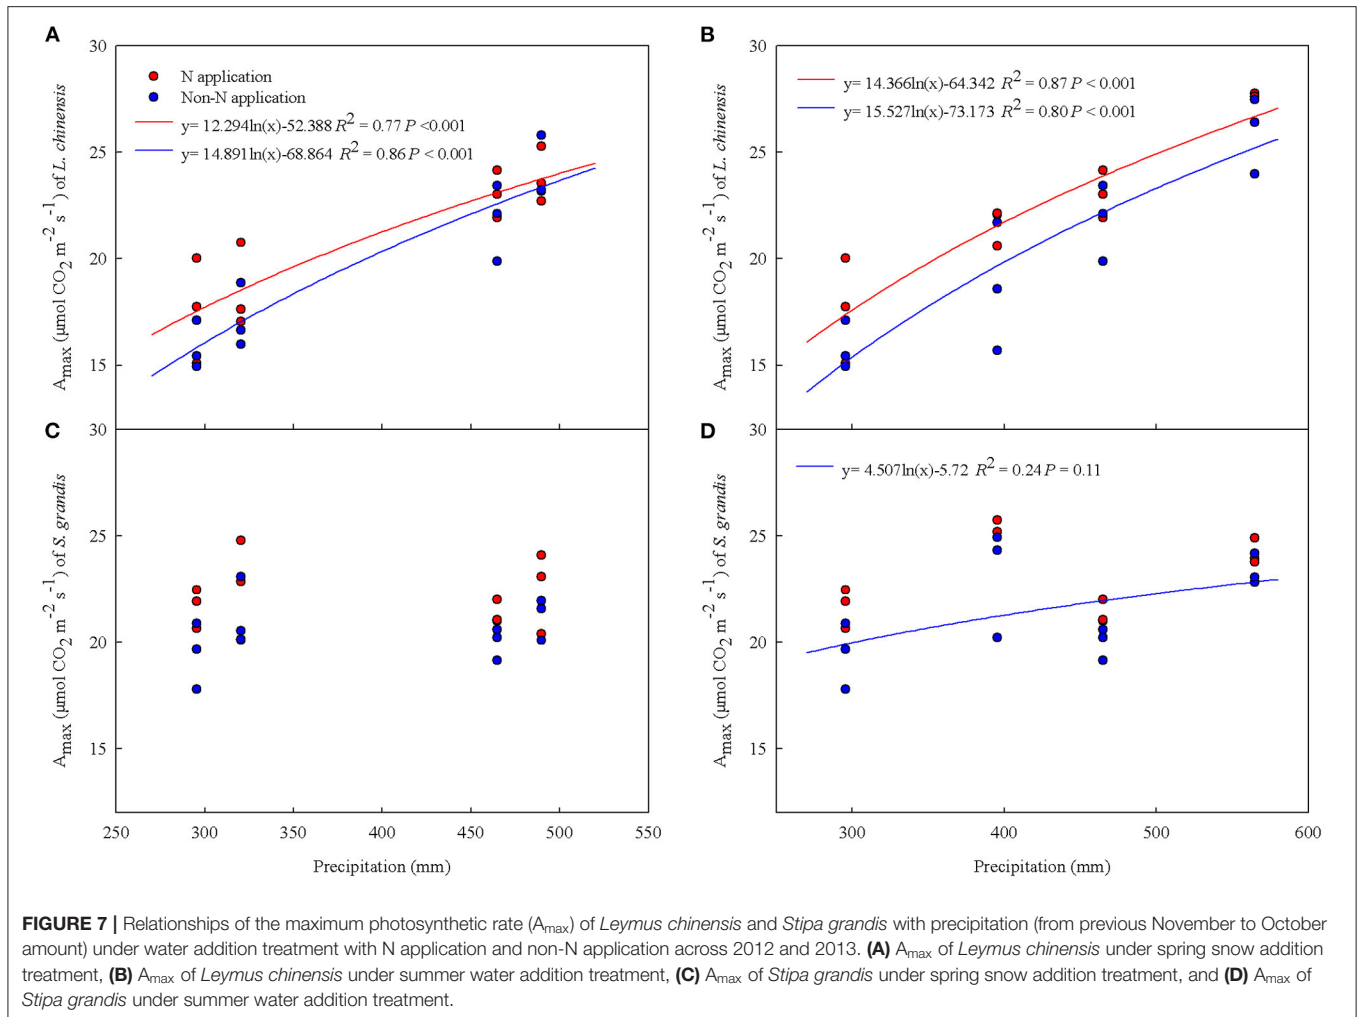 A
30
25
20
15
A_max (µmol CO2 m^-2 s^-1) of L. chinensis
N application
Non-N application
y= 12.294ln(x)-52.388 R^2 = 0.77 P <0.001
y= 14.891ln(x)-68.864 R^2 = 0.86 P < 0.001
B
30
25
20
15
A_max (µmol CO2 m^-2 s^-1) of L. chinensis
y= 14.366ln(x)-64.342 R^2 = 0.87 P < 0.001
y= 15.527ln(x)-73.173 R^2 = 0.80 P < 0.001
C
30
25
20
15
A_max (µmol CO2 m^-2 s^-1) of S. grandis
250 300 350 400 450 500 550
Precipitation (mm)
D
30
25
20
15
A_max (µmol CO2 m^-2 s^-1) of S. grandis
y= 4.507ln(x)-5.72 R^2 = 0.24 P = 0.11
300 400 500 600
Precipitation (mm)
FIGURE 7 | Relationships of the maximum photosynthetic rate (Amax) of Leymus chinensis and Stipa grandis with precipitation (from previous November to October
amount) under water addition treatment with N application and non-N application across 2012 and 2013. (A) Amax of Leymus chinensis under spring snow addition
treatment, (B) Amax of Leymus chinensis under summer water addition treatment, (C) Amax of Stipa grandis under spring snow addition treatment, and (D) Amax of
Stipa grandis under summer water addition treatment.